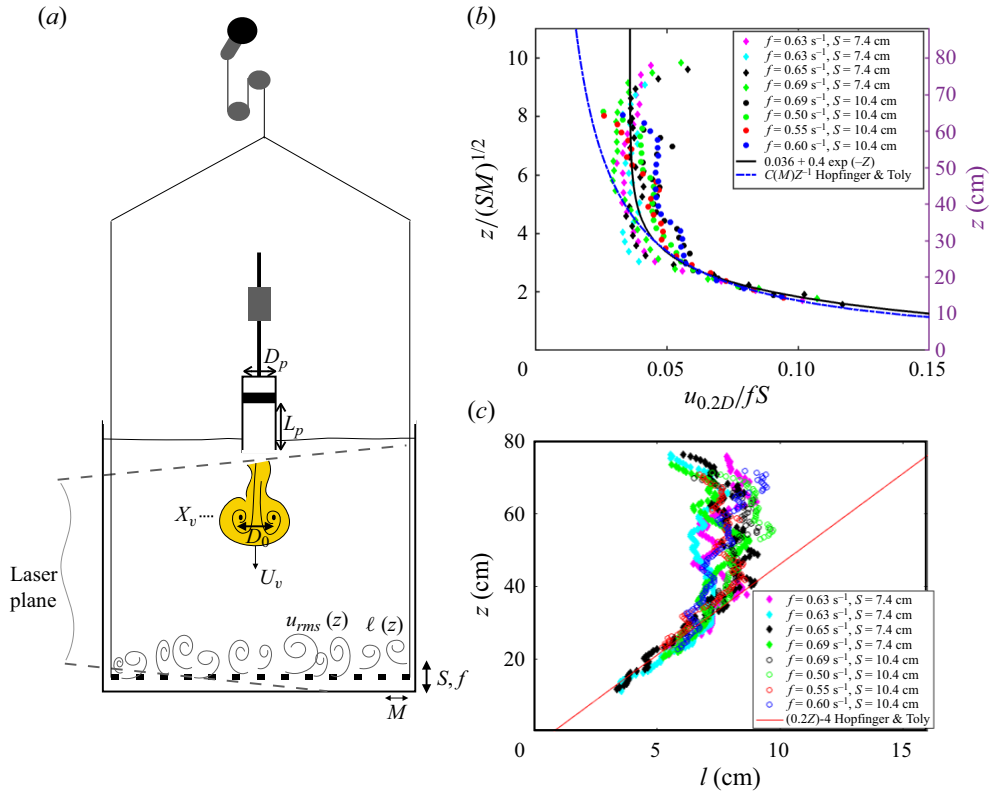 (a)
D_p
L_p
X_v
D_0
U_v
Laser
plane
u_{rms} (z)
ℓ (z)
S, f
M
(b)
10
8
6
4
2
z/(SM)^{1/2}
0
0.05
0.10
0.15
u_{0.2D}/fS
80
70
60
50
40
30
20
10
0
z (cm)
f = 0.63 s⁻¹, S = 7.4 cm
f = 0.63 s⁻¹, S = 7.4 cm
f = 0.65 s⁻¹, S = 7.4 cm
f = 0.69 s⁻¹, S = 7.4 cm
f = 0.69 s⁻¹, S = 10.4 cm
f = 0.50 s⁻¹, S = 10.4 cm
f = 0.55 s⁻¹, S = 10.4 cm
f = 0.60 s⁻¹, S = 10.4 cm
0.036 + 0.4 exp (–Z)
C(M)Z⁻¹ Hopfinger & Toly
(c)
80
60
40
20
z (cm)
0
5
10
15
l (cm)
f = 0.63 s⁻¹, S = 7.4 cm
f = 0.63 s⁻¹, S = 7.4 cm
f = 0.65 s⁻¹, S = 7.4 cm
f = 0.69 s⁻¹, S = 7.4 cm
f = 0.69 s⁻¹, S = 10.4 cm
f = 0.50 s⁻¹, S = 10.4 cm
f = 0.55 s⁻¹, S = 10.4 cm
f = 0.60 s⁻¹, S = 10.4 cm
(0.2Z)-4 Hopfinger & Toly